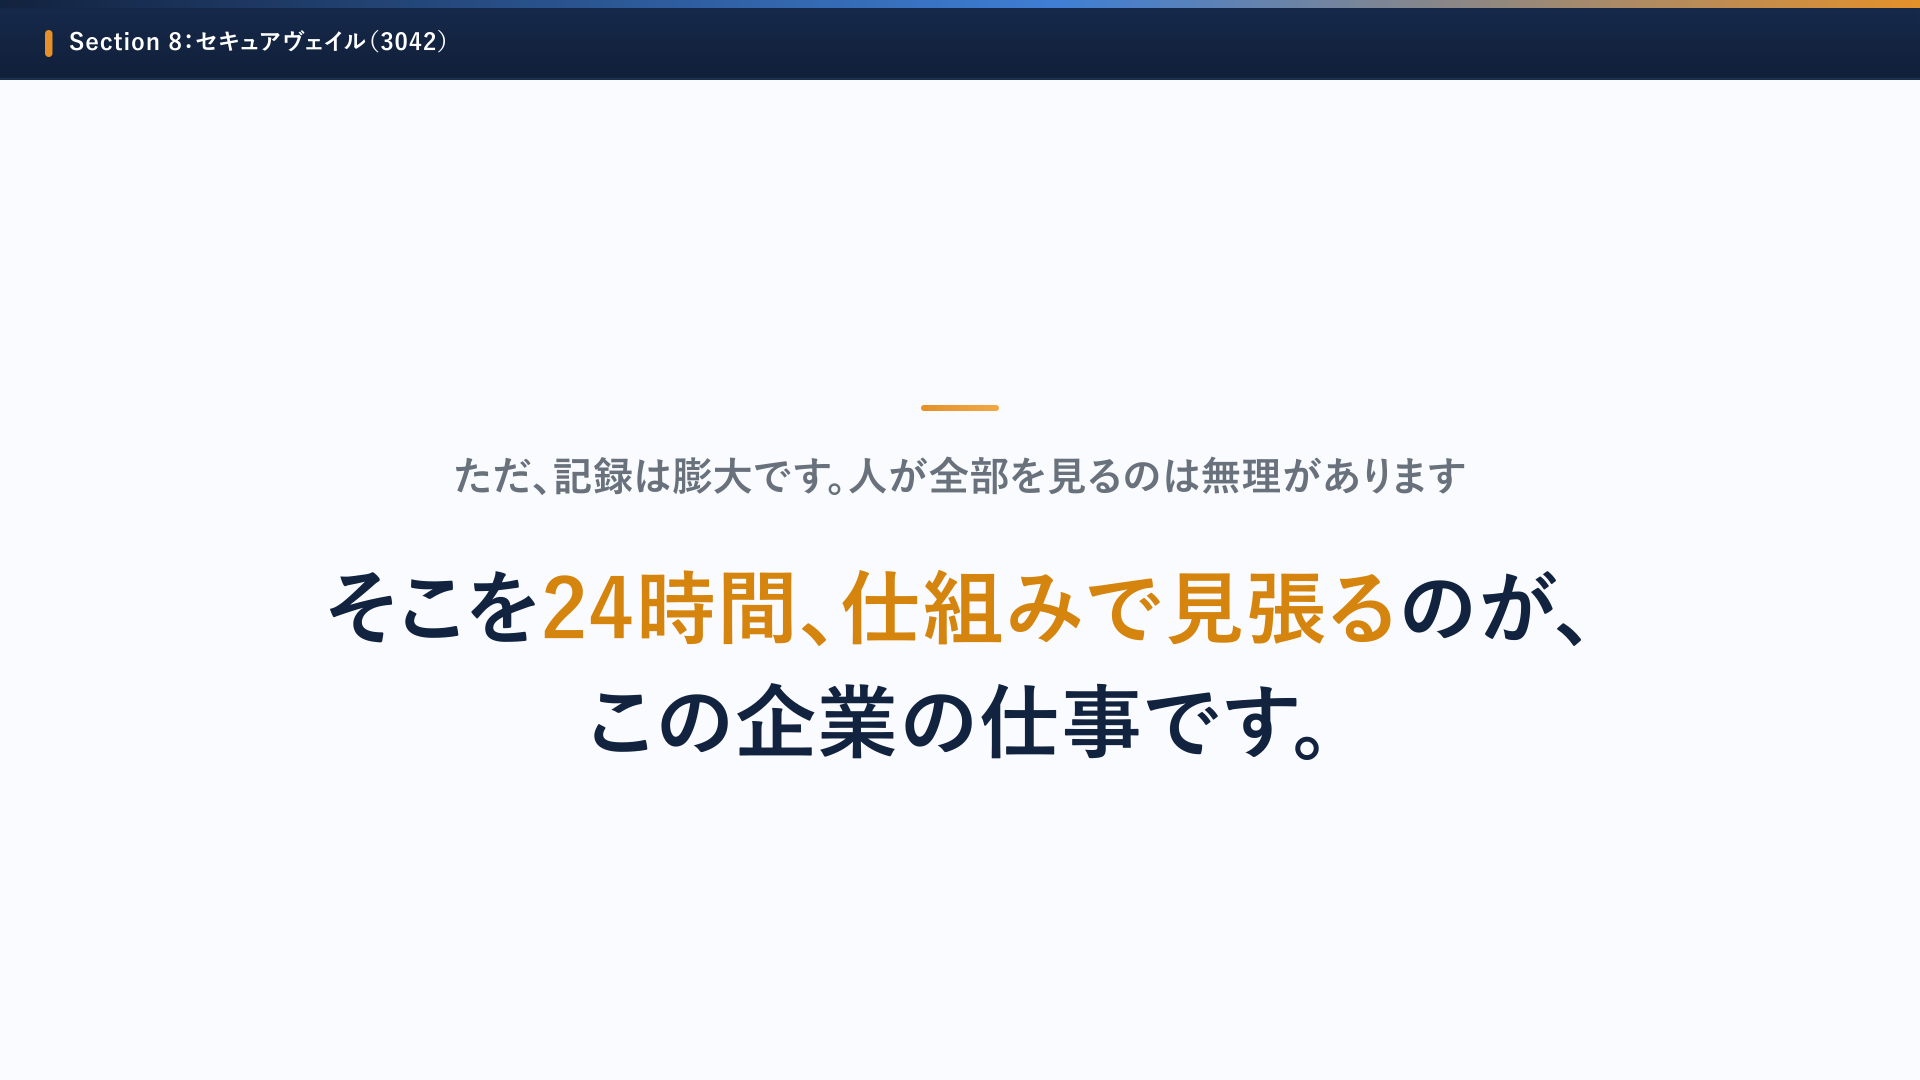 Section 8：セキュアヴェイル（3042）
ただ、記録は膨大です。人が全部を見るのは無理があります
そこを24時間、仕組みで見張るのが、
この企業の仕事です。